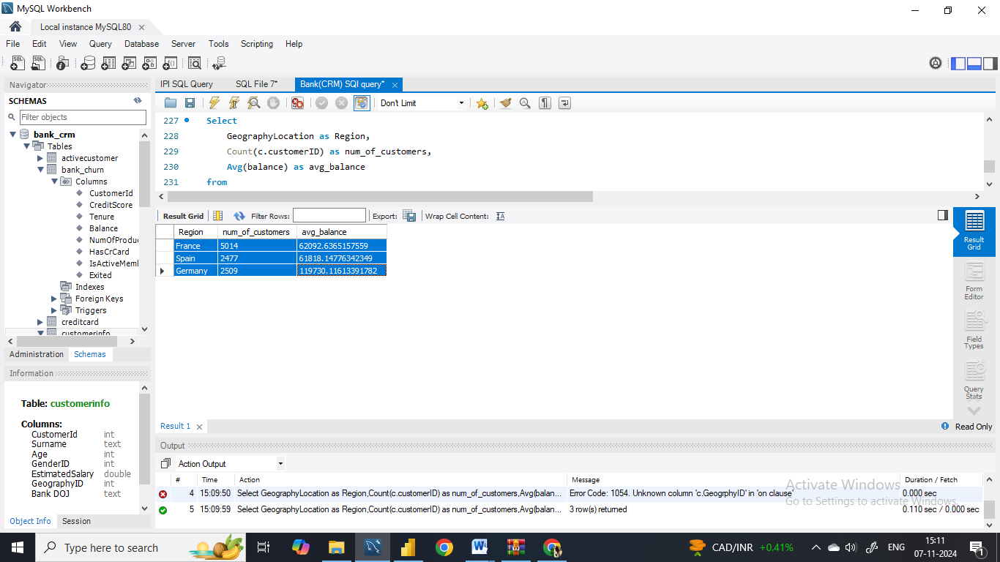 MySQL Workbench
Local instance MySQL80
File Edit View Query Database Server Tools Scripting Help
Navigator
SCHEMAS
Filter objects
bank_crm
Tables
activecustomer
bank_churn
Columns
CustomerId
CreditScore
Tenure
Balance
NumOfProdu
HasCrCard
IsActiveMem
Exited
Indexes
Foreign Keys
Triggers
creditcard
customerinfo
Administration Schemas
Information
Table: customerinfo
Columns:
CustomerId int
Surname text
Age int
GenderID int
EstimatedSalary double
GeographyID int
Bank DOJ text
Object Info Session
IPI SQL Query SQL File 7* Bank(CRM) SQl query*
Don't Limit
227 Select
228 GeographyLocation as Region,
229 Count(c.customerID) as num_of_customers,
230 Avg(balance) as avg_balance
231 from
Result Grid Filter Rows: Export: Wrap Cell Content:
Region num_of_customers avg_balance
France 5014 62092.6365157559
Spain 2477 61818.14776342349
Germany 2509 119730.11613391782
Result Grid
Form Editor
Field Types
Query Stats
Result 1 Read Only
Output
Action Output
# Time Action Message Duration / Fetch
4 15:09:50 Select GeographyLocation as Region,Count(c.customerID) as num_of_customers,Avg(balan... Error Code: 1054. Unknown column 'c.GeogrphyID' in 'on clause' 0.000 sec
5 15:09:59 Select GeographyLocation as Region,Count(c.customerID) as num_of_customers,Avg(balan... 3 row(s) returned 0.110 sec / 0.000 sec
Activate Windows
Go to Settings to activate Windows.
Type here to search
CAD/INR +0.41%
ENG
15:11
07-11-2024
1